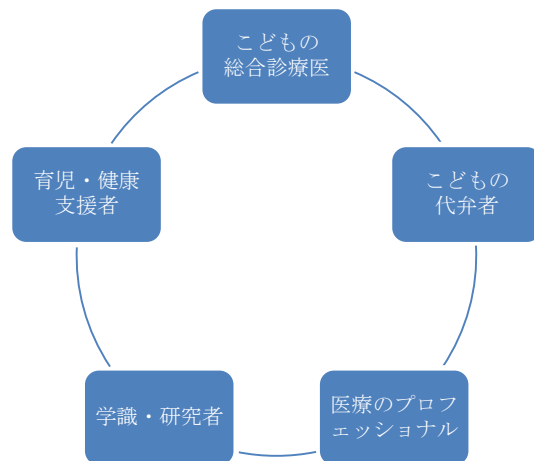 こどもの
総合診療医
育児・健康
支援者
こどもの
代弁者
学識・研究者
医療のプロフ
ェッショナル